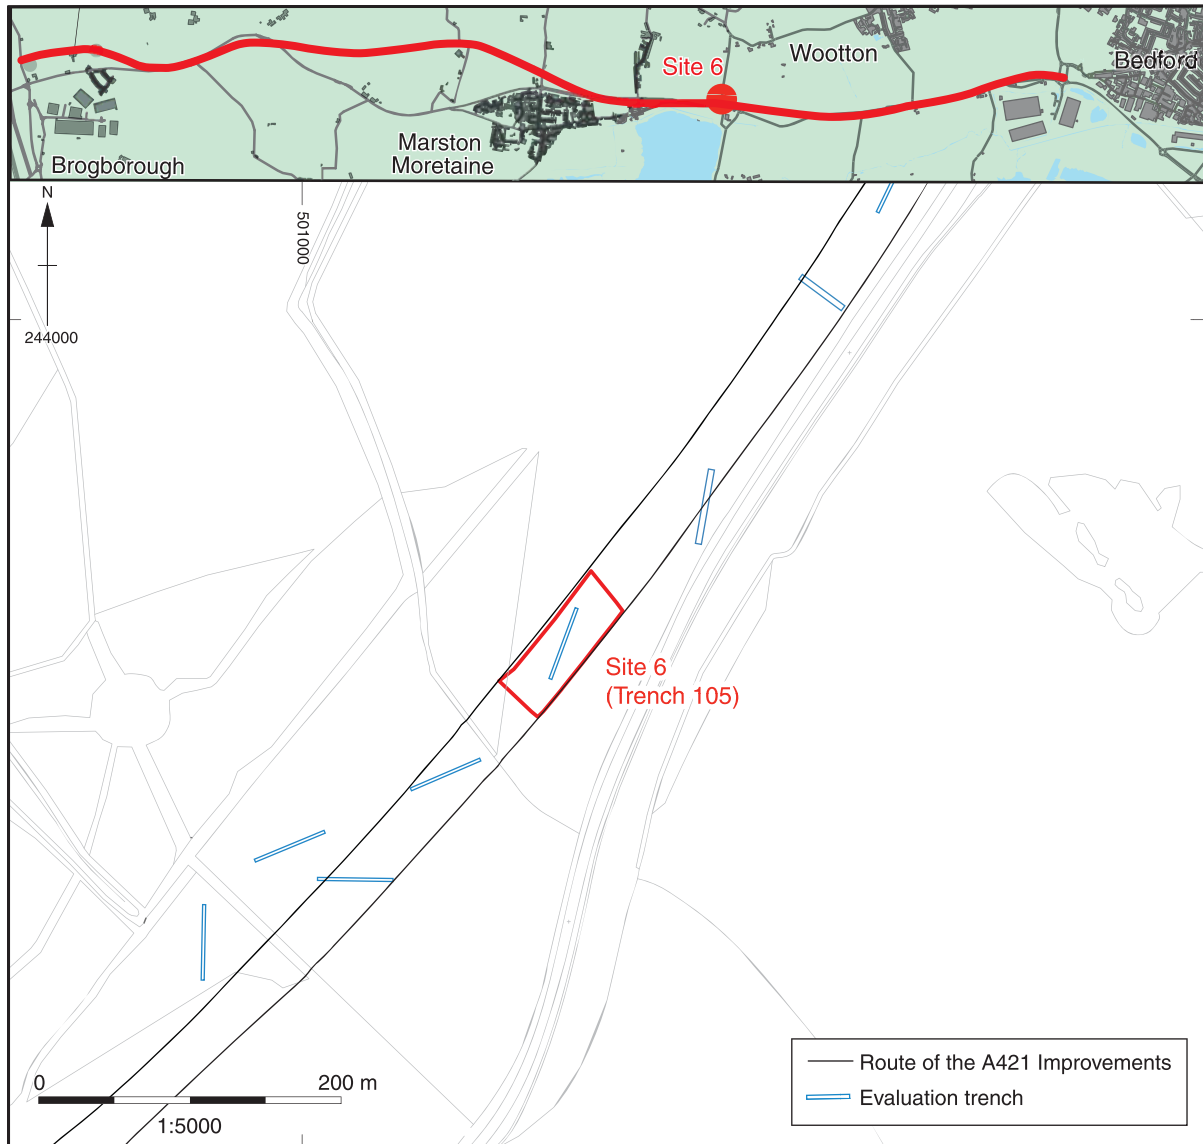 Site 6
Wootton
Bedford
Marston
Moretaine
Brogborough
N
501000
244000
Site 6
(Trench 105)
0 200 m
1:5000
Route of the A421 Improvements
Evaluation trench